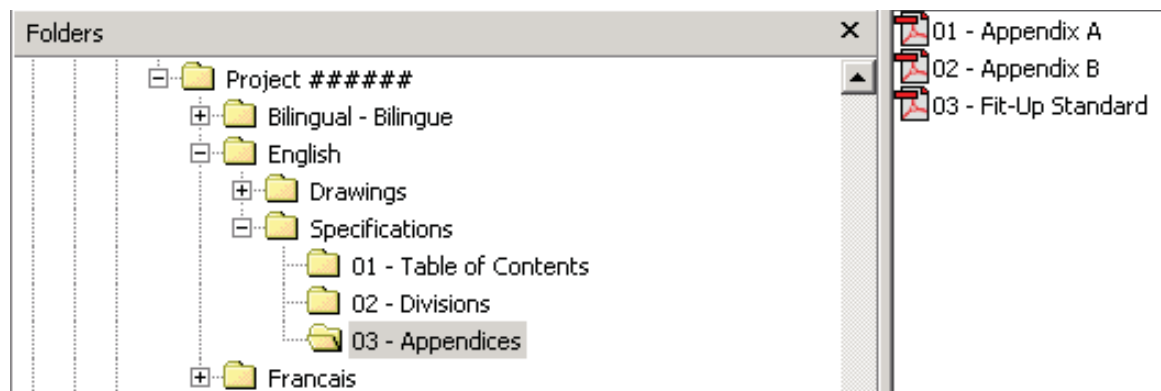 Folders
Project ######
Bilingual - Bilingue
English
Drawings
Specifications
01 - Table of Contents
02 - Divisions
03 - Appendices
Francais
01 - Appendix A
02 - Appendix B
03 - Fit-Up Standard